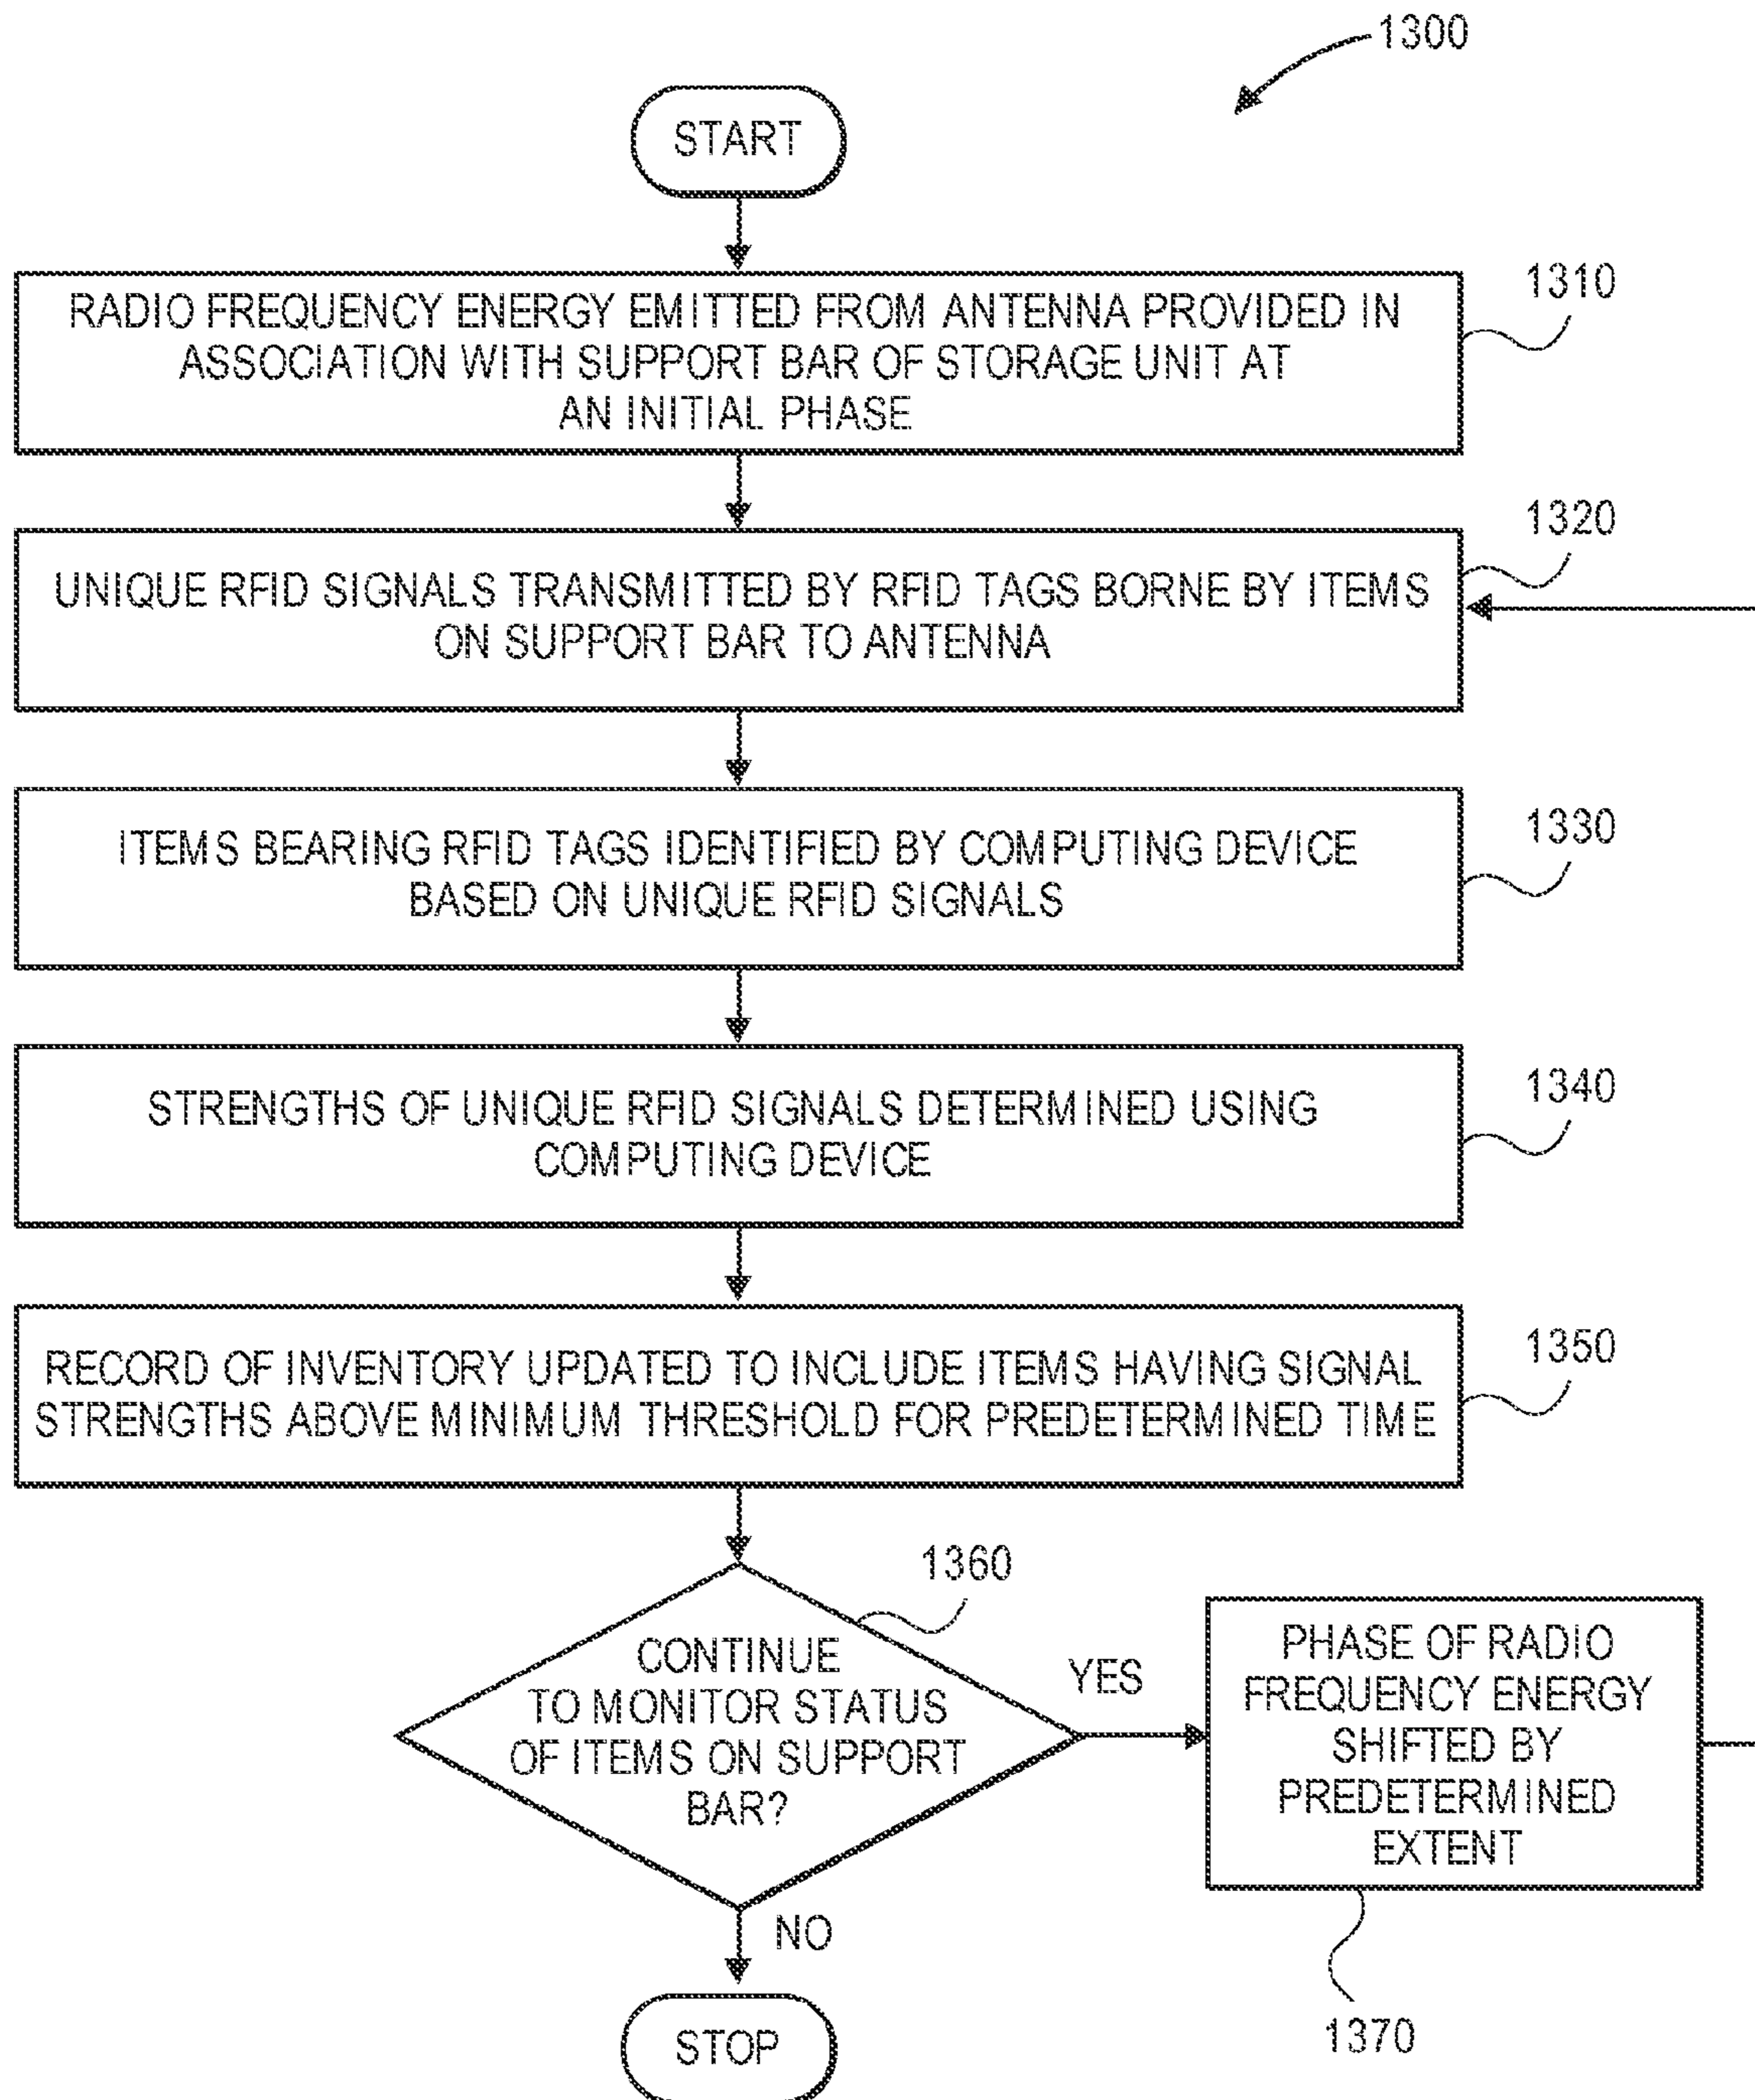 1300
START
RADIO FREQUENCY ENERGY EMITTED FROM ANTENNA PROVIDED IN
ASSOCIATION WITH SUPPORT BAR OF STORAGE UNIT AT
AN INITIAL PHASE
1310
UNIQUE RFID SIGNALS TRANSMITTED BY RFID TAGS BORNE BY ITEMS
ON SUPPORT BAR TO ANTENNA
1320
ITEMS BEARING RFID TAGS IDENTIFIED BY COMPUTING DEVICE
BASED ON UNIQUE RFID SIGNALS
1330
STRENGTHS OF UNIQUE RFID SIGNALS DETERMINED USING
COMPUTING DEVICE
1340
RECORD OF INVENTORY UPDATED TO INCLUDE ITEMS HAVING SIGNAL
STRENGTHS ABOVE MINIMUM THRESHOLD FOR PREDETERMINED TIME
1350
1360
CONTINUE
TO MONITOR STATUS
OF ITEMS ON SUPPORT
BAR?
YES
PHASE OF RADIO
FREQUENCY ENERGY
SHIFTED BY
PREDETERMINED
EXTENT
1370
NO
STOP